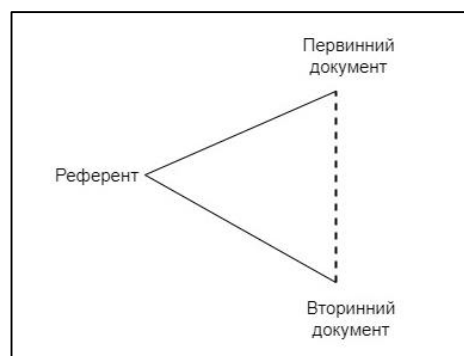 Первинний
документ
Референт
Вторинний
документ